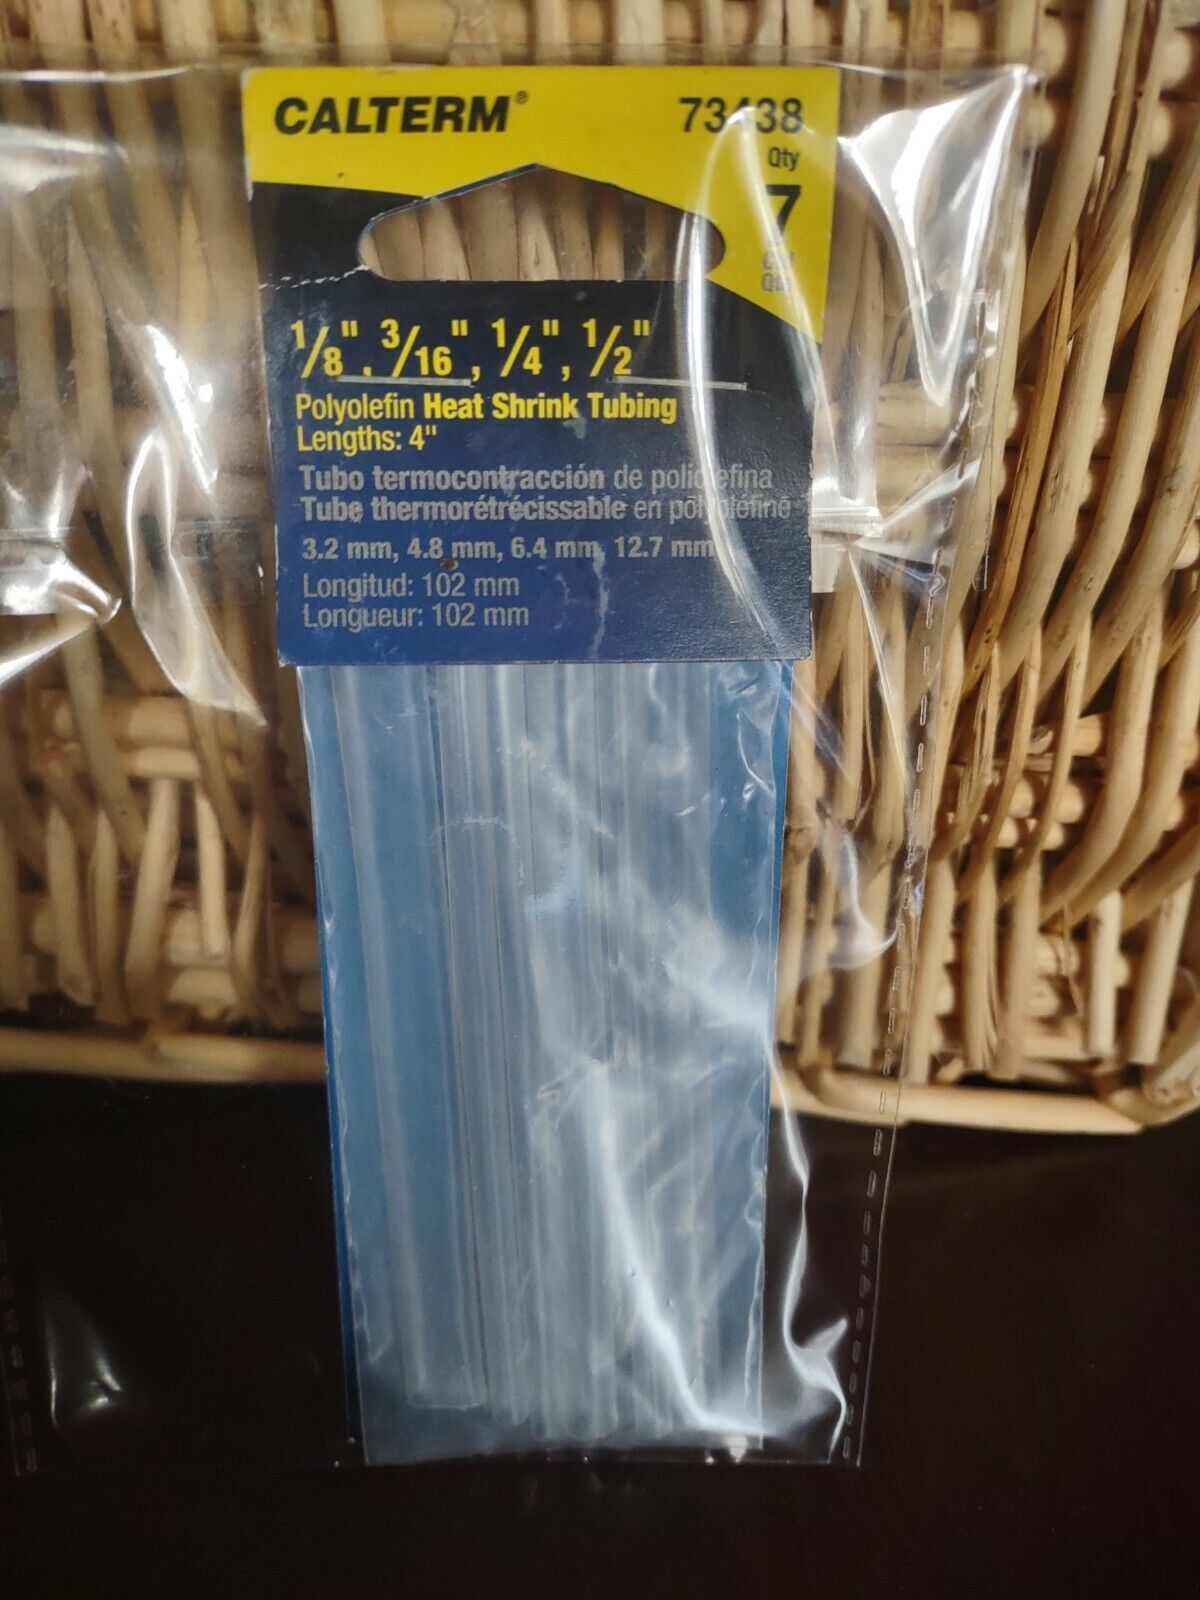 CALTERM®
73438
Qty
7
1/8", 3/16", 1/4", 1/2"
Polyolefin Heat Shrink Tubing
Lengths: 4"
Tubo termocontracción de poliolefina
Tube thermorétrécissable en polyoléfine
3.2 mm, 4.8 mm, 6.4 mm, 12.7 mm
Longitud: 102 mm
Longueur: 102 mm